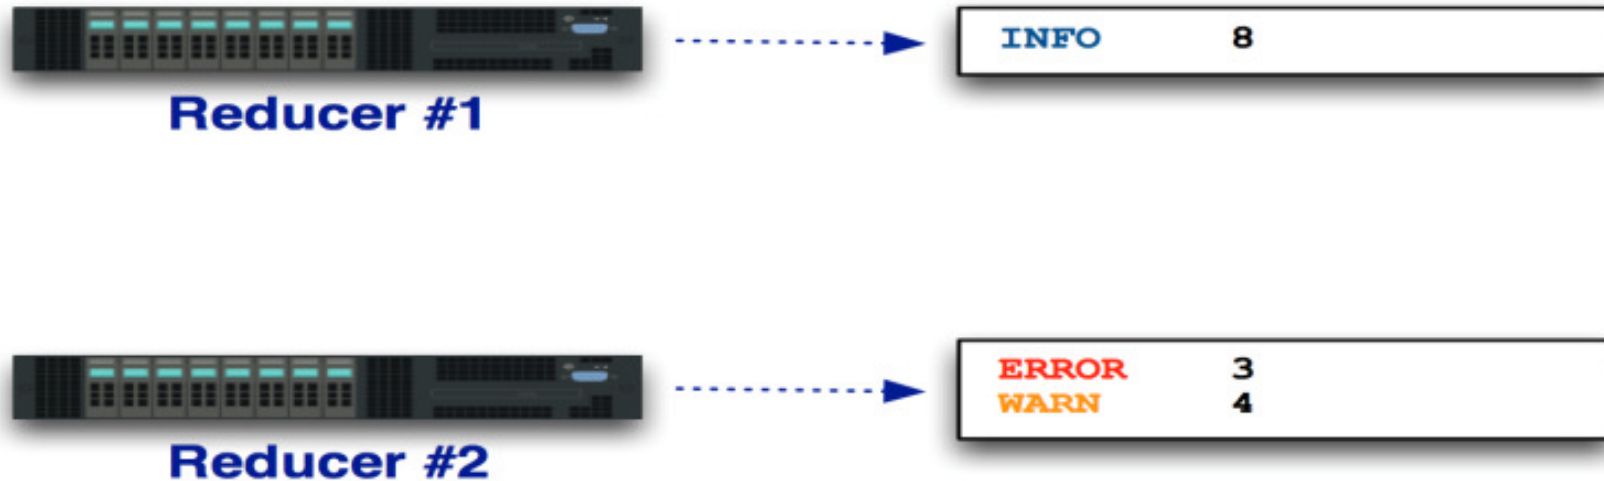 INFO 8
Reducer #1
ERROR 3
WARN 4
Reducer #2